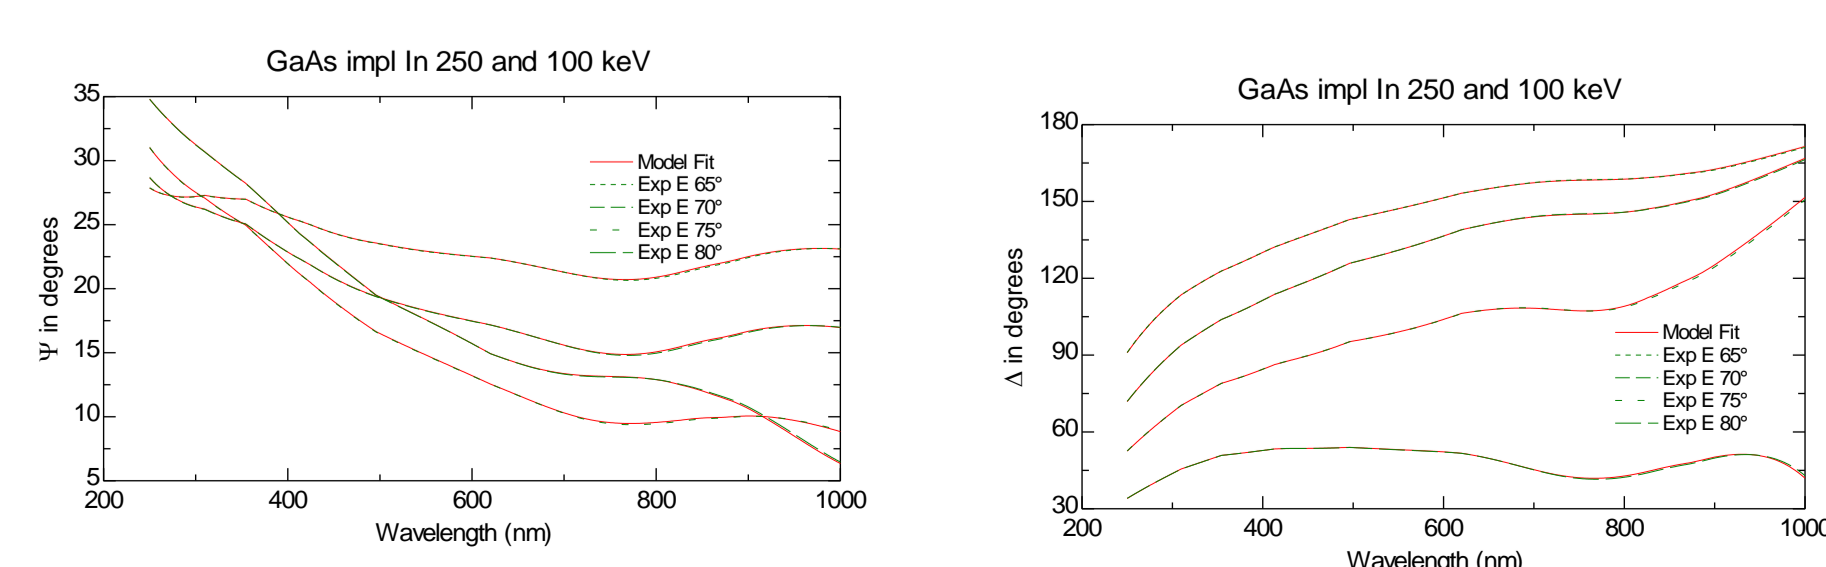 GaAs impl In 250 and 100 keV
35
30
25
20
15
10
5
200 400 600 800 1000
Wavelength (nm)
Ψ in degrees
Model Fit
Exp E 65°
Exp E 70°
Exp E 75°
Exp E 80°
GaAs impl In 250 and 100 keV
180
150
120
90
60
30
200 400 600 800 1000
Wavelength (nm)
Δ in degrees
Model Fit
Exp E 65°
Exp E 70°
Exp E 75°
Exp E 80°